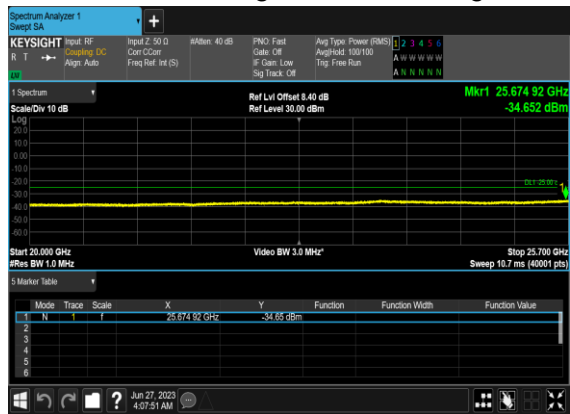 Spectrum Analyzer 1
Swept SA
KEYSIGHT Input: RF Input Z: 50 Ω #Atten: 40 dB PNO: Fast Avg Type: Power (RMS) 1 2 3 4 5 6
R T Coupling: DC Corr CCorr Gate: Off Avg|Hold: 100/100 A W W W W W
Align: Auto Freq Ref: Int (S) IF Gain: Low Trig: Free Run
LW Sig Track: Off A N N N N N
1 Spectrum Ref Lvl Offset 8.40 dB Mkr1 25.674 92 GHz
Scale/Div 10 dB Ref Level 30.00 dBm -34.652 dBm
Log
20.0
10.0
0.00
-10.0
-20.0
DL1 -25.00
1
-30.0
-40.0
-50.0
-60.0
Start 20.000 GHz Video BW 3.0 MHz* Stop 25.700 GHz
#Res BW 1.0 MHz Sweep 10.7 ms (40001 pts)
5 Marker Table
Mode Trace Scale X Y Function Function Width Function Value
1 N 1 f 25.674 92 GHz -34.65 dBm
2
3
4
5
6
? Jun 27, 2023
4:07:51 AM